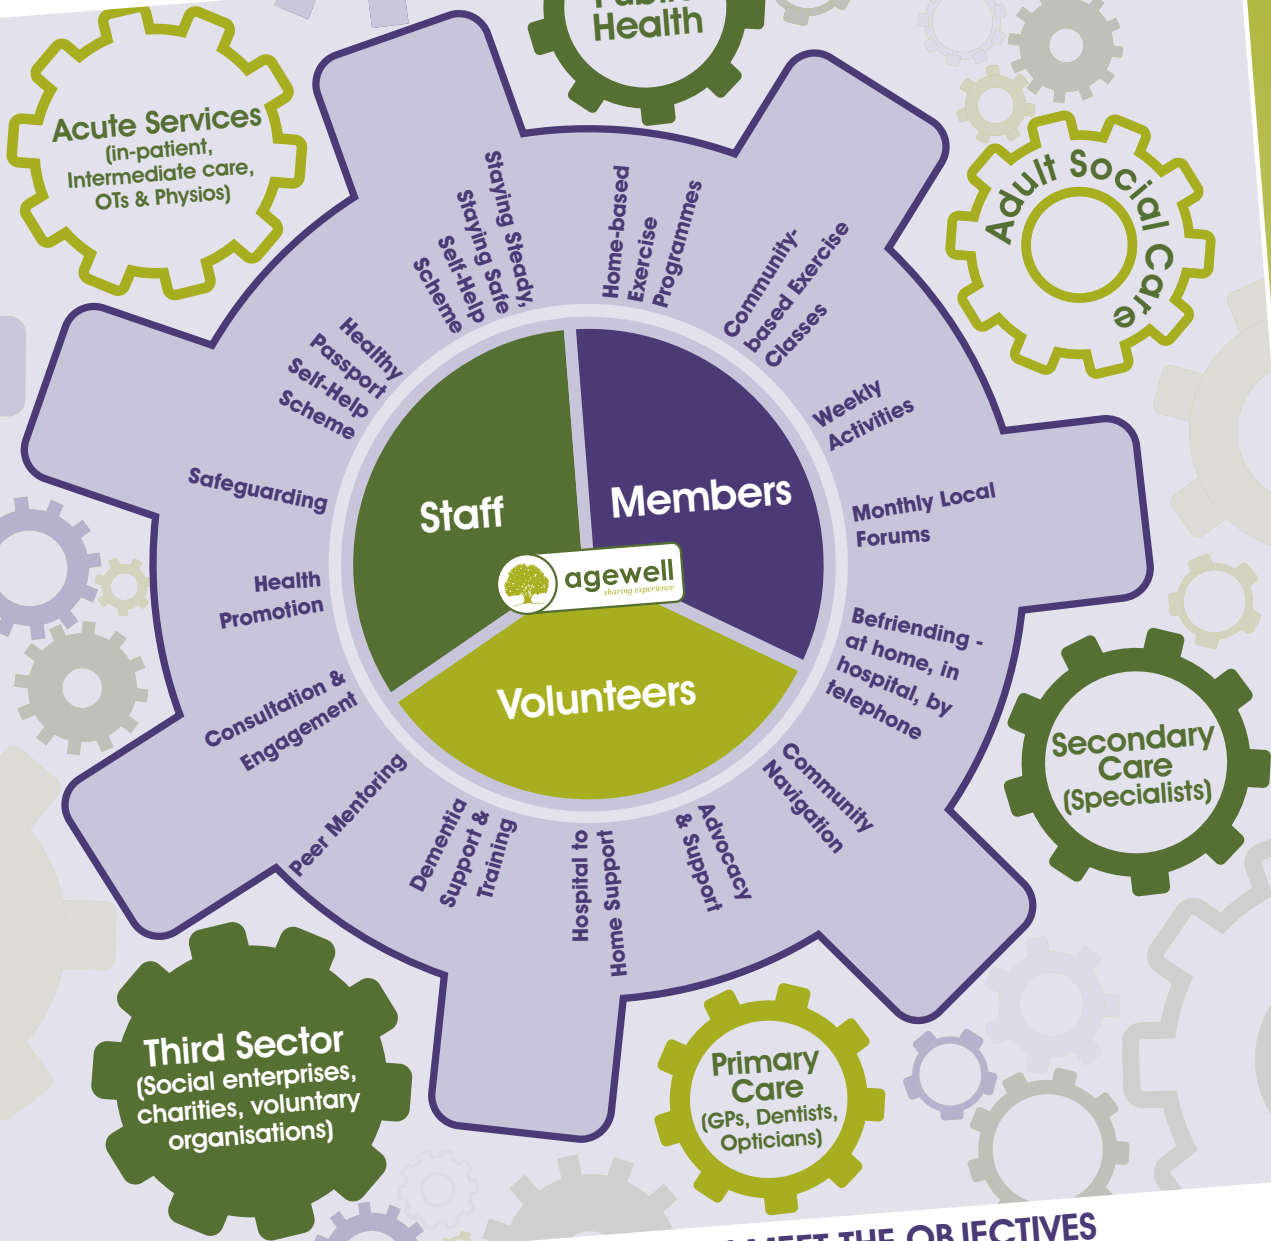 Public
Health
Acute Services
(in-patient,
Intermediate care,
OTs & Physios)
Adult Social Care
Staying Steady,
Staying Safe
Self-Help
Scheme
Home-based
Exercise
Programmes
Community-
based Exercise
Classes
Healthy
Passport
Self-Help
Scheme
Weekly
Activities
Safeguarding
Monthly Local
Forums
Staff
Members
agewell
sharing experience
Volunteers
Health
Promotion
Befriending -
at home, in
hospital, by
telephone
Consultation &
Engagement
Community
Navigation
Peer Mentoring
Dementia
Support &
Training
Hospital to
Home Support
Advocacy
& Support
Secondary
Care
(Specialists)
Third Sector
(Social enterprises,
charities, voluntary
organisations)
Primary
Care
(GPs, Dentists,
Opticians)
MEET THE OBJECTIVES